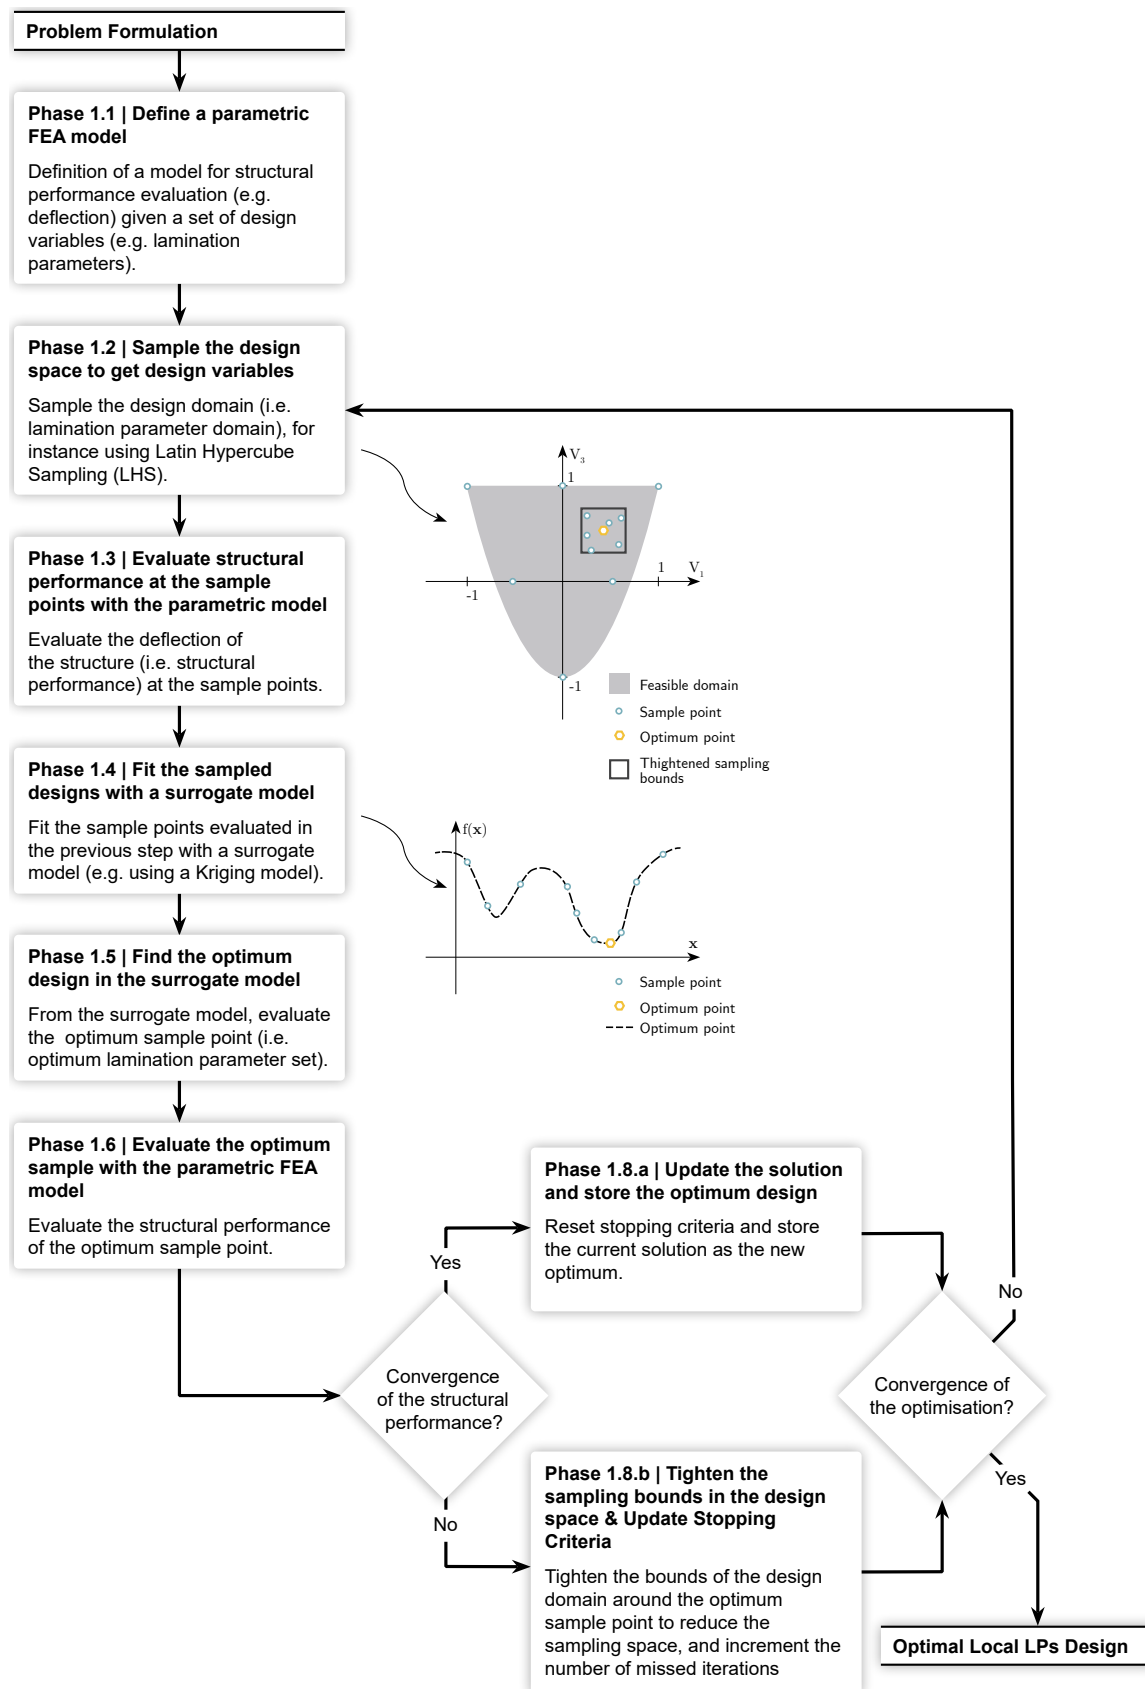 Problem Formulation
Phase 1.1 | Define a parametric
FEA model
Definition of a model for structural
performance evaluation (e.g.
deflection) given a set of design
variables (e.g. lamination
parameters).
Phase 1.2 | Sample the design
space to get design variables
Sample the design domain (i.e.
lamination parameter domain), for
instance using Latin Hypercube
Sampling (LHS).
V3
1
1
V1
-1
-1
Feasible domain
Sample point
Optimum point
Thightened sampling
bounds
Phase 1.3 | Evaluate structural
performance at the sample
points with the parametric model
Evaluate the deflection of
the structure (i.e. structural
performance) at the sample points.
Phase 1.4 | Fit the sampled
designs with a surrogate model
Fit the sample points evaluated in
the previous step with a surrogate
model (e.g. using a Kriging model).
f(x)
x
Sample point
Optimum point
Optimum point
Phase 1.5 | Find the optimum
design in the surrogate model
From the surrogate model, evaluate
the optimum sample point (i.e.
optimum lamination parameter set).
Phase 1.6 | Evaluate the optimum
sample with the parametric FEA
model
Evaluate the structural performance
of the optimum sample point.
Convergence
of the structural
performance?
Yes
Phase 1.8.a | Update the solution
and store the optimum design
Reset stopping criteria and store
the current solution as the new
optimum.
No
Phase 1.8.b | Tighten the
sampling bounds in the design
space & Update Stopping
Criteria
Tighten the bounds of the design
domain around the optimum
sample point to reduce the
sampling space, and increment the
number of missed iterations
Convergence of
the optimisation?
No
Yes
Optimal Local LPs Design